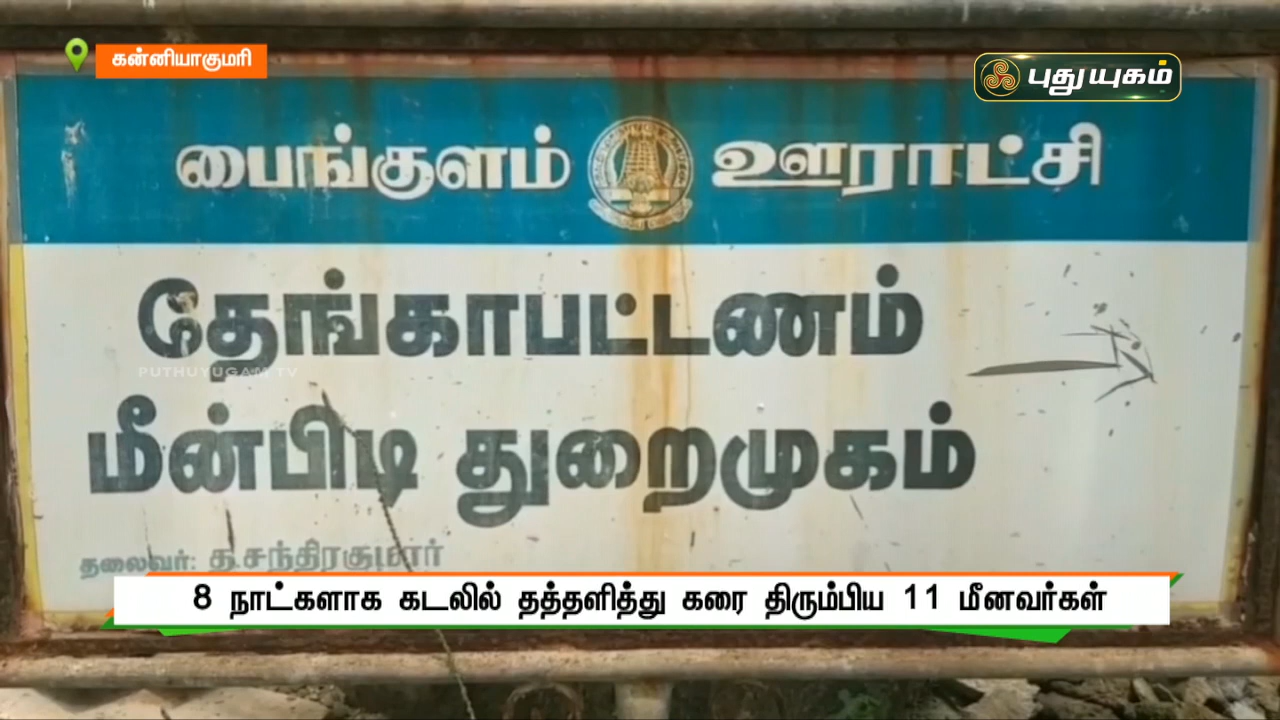 கன்னியாகுமரி
புதுயுகம்
பைங்குளம் ஊராட்சி
தேங்காபட்டணம்
PUTHUYUGAM TV
மீன்பிடி துறைமுகம்
தலைவர்: த.சந்திரகுமார்
8 நாட்களாக கடலில் தத்தளித்து கரை திரும்பிய 11 மீனவர்கள்